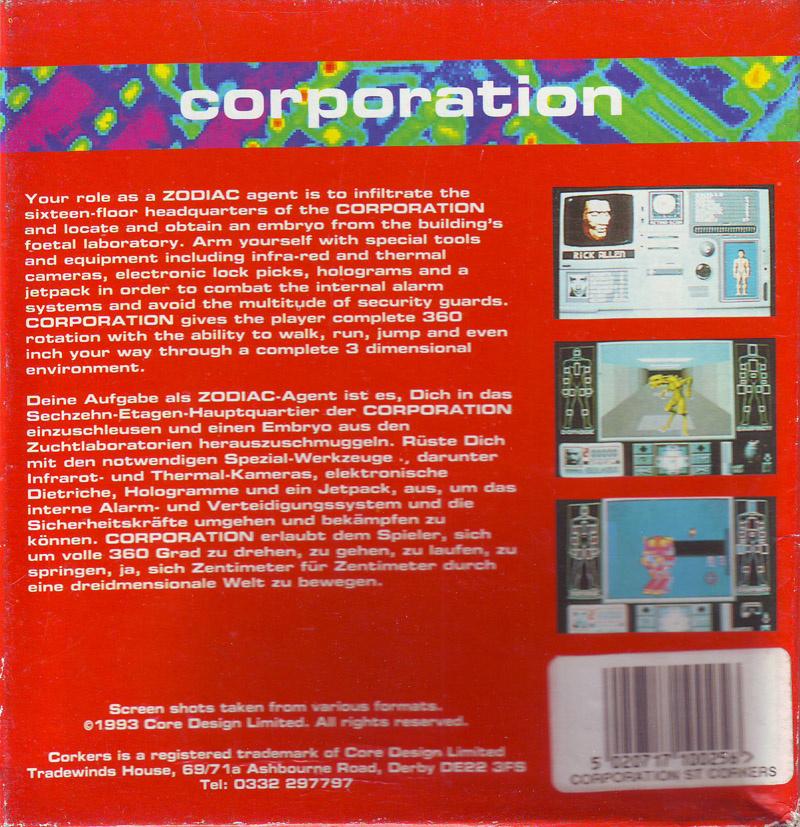 corporation
Your role as a ZODIAC agent is to infiltrate the
sixteen-floor headquarters of the CORPORATION
and locate and obtain an embryo from the building's
foetal laboratory. Arm yourself with special tools
and equipment including infra-red and thermal
cameras, electronic lock picks, holograms and a
jetpack in order to combat the internal alarm
systems and avoid the multitude of security guards.
CORPORATION gives the player complete 360
rotation with the ability to walk, run, jump and even
inch your way through a complete 3 dimensional
environment.
Deine Aufgabe als ZODIAC-Agent ist es, Dich in das
Sechzehn-Etagen-Hauptquartier der CORPORATION
einzuschleusen und einen Embryo aus den
Zuchtlaboratorien herauszuschmuggeln. Rüste Dich
mit den notwendigen Spezial-Werkzeuge ., darunter
Infrarot- und Thermal-Kameras, elektronische
Dietriche, Hologramme und ein Jetpack, aus, um das
interne Alarm- und Verteidigungssystem und die
Sicherheitskräfte umgehen und bekämpfen zu
können. CORPORATION erlaubt dem Spieler, sich
um volle 360 Grad zu drehen, zu gehen, zu laufen, zu
springen, ja, sich Zentimeter für Zentimeter durch
eine dreidmensionale Welt zu bewegen.
RICK ALLEN
Screen shots taken from various formats.
©1993 Core Design Limited. All rights reserved.
Corkers is a registered trademark of Core Design Limited
Tradewinds House, 69/71a Ashbourne Road, Derby DE22 3FS
Tel: 0332 297797
5 020717 100256 >
CORPORATION ST CORKERS